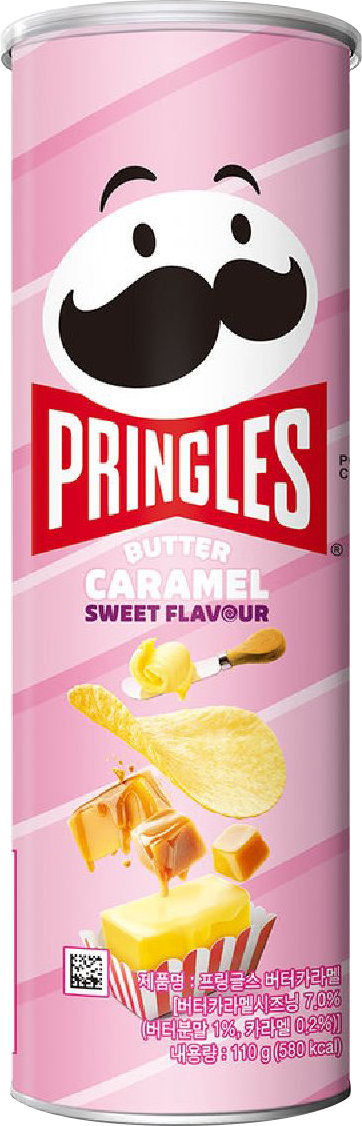 PRINGLES
®
P
C
BUTTER
CARAMEL
SWEET FLAVOUR
제품명 : 프링글스 버터카라멜
[버터카라멜시즈닝 7.0%
(버터분말 1%, 카라멜 0.2%)]
내용량 : 110 g (580 kcal)